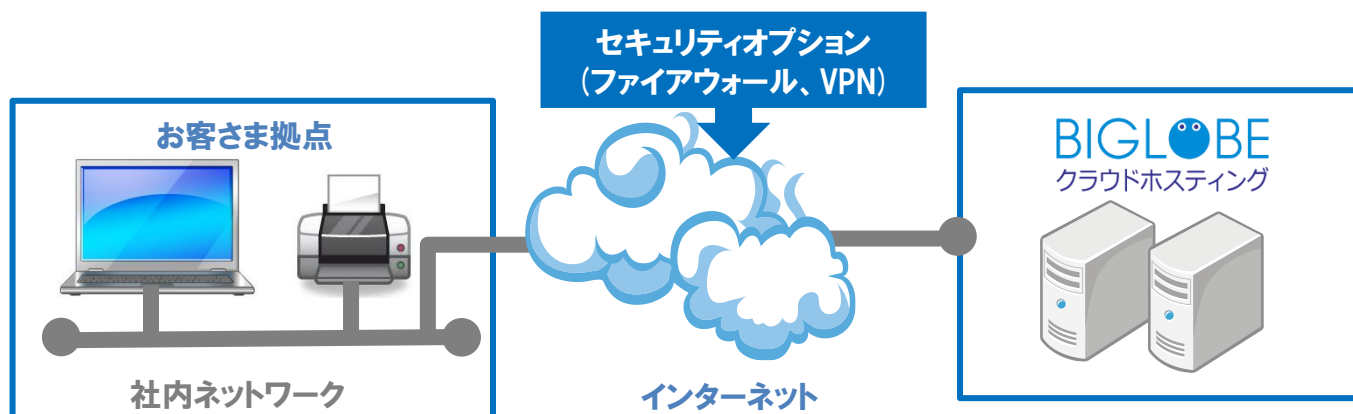 セキュリティオプション
(ファイアウォール、VPN)
お客さま拠点
BIGLOBE
クラウドホスティング
社内ネットワーク
インターネット